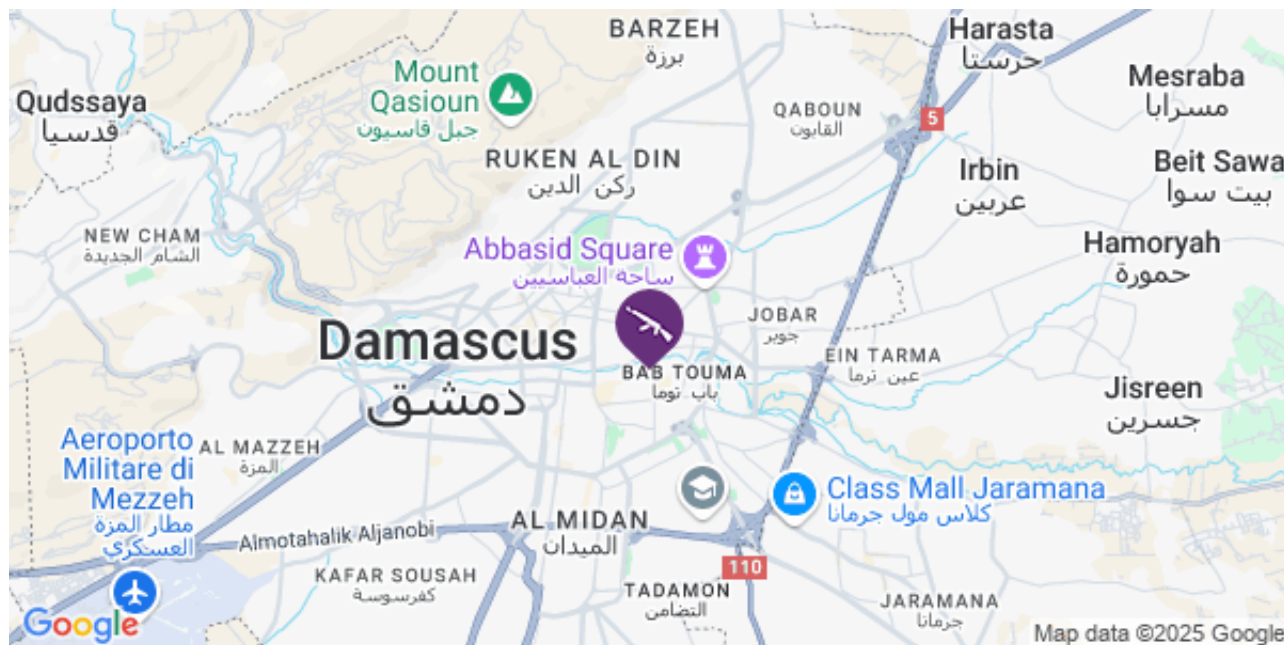 BARZEH
برزة
Harasta
حرستا
Mount
Qasioun
جبل قاسيون
Qudssaya
قدسيا
QABOUN
القابون
5
Mesraba
مسرابا
RUKEN AL DIN
ركن الدين
Irbin
عربين
Beit Sawa
بيت سوا
NEW CHAM
الشام الجديدة
Abbasid Square
ساحة العباسيين
Hamoryah
حمورة
JOBAR
جوبر
Damascus
دمشق
BAB TOUMA
باب توما
EIN TARMA
عين ترما
Jisreen
جسرين
Aeroporto
Militare di
Mezzeh
مطار المزة
العسكري
AL MAZZEH
المزة
Class Mall Jaramana
كلاس مول جرمانا
AL MIDAN
الميدان
Almotahalik Aljanobi
110
KAFAR SOUSAH
كفرسوسة
TADAMON
التضامن
JARAMANA
جرمانا
Google
Map data ©2025 Google